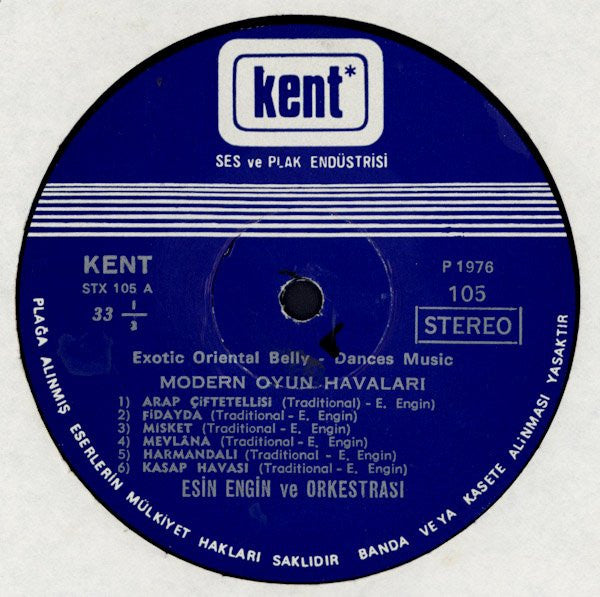 kent*
SES ve PLAK ENDÜSTRİSİ
KENT
STX 105 A
33 1/3
P 1976
105
STEREO
Exotic Oriental Belly - Dances Music
MODERN OYUN HAVALARI
1) ARAP ÇİFTETELLİSİ (Traditional) - E. Engin)
2) FİDAYDA (Traditional - E. Engin)
3) MİSKET (Traditional - E. Engin)
4) MEVLÂNA (Traditional - E. Engin)
5) HARMANDALI (Traditional - E. Engin)
6) KASAP HAVASI (Traditional - E. Engin)
ESİN ENGİN ve ORKESTRASI
PLAĞA ALINMIŞ ESERLERİN MÜLKİYET HAKLARI SAKLIDIR BANDA VEYA KASETE ALINMASI YASAKTIR